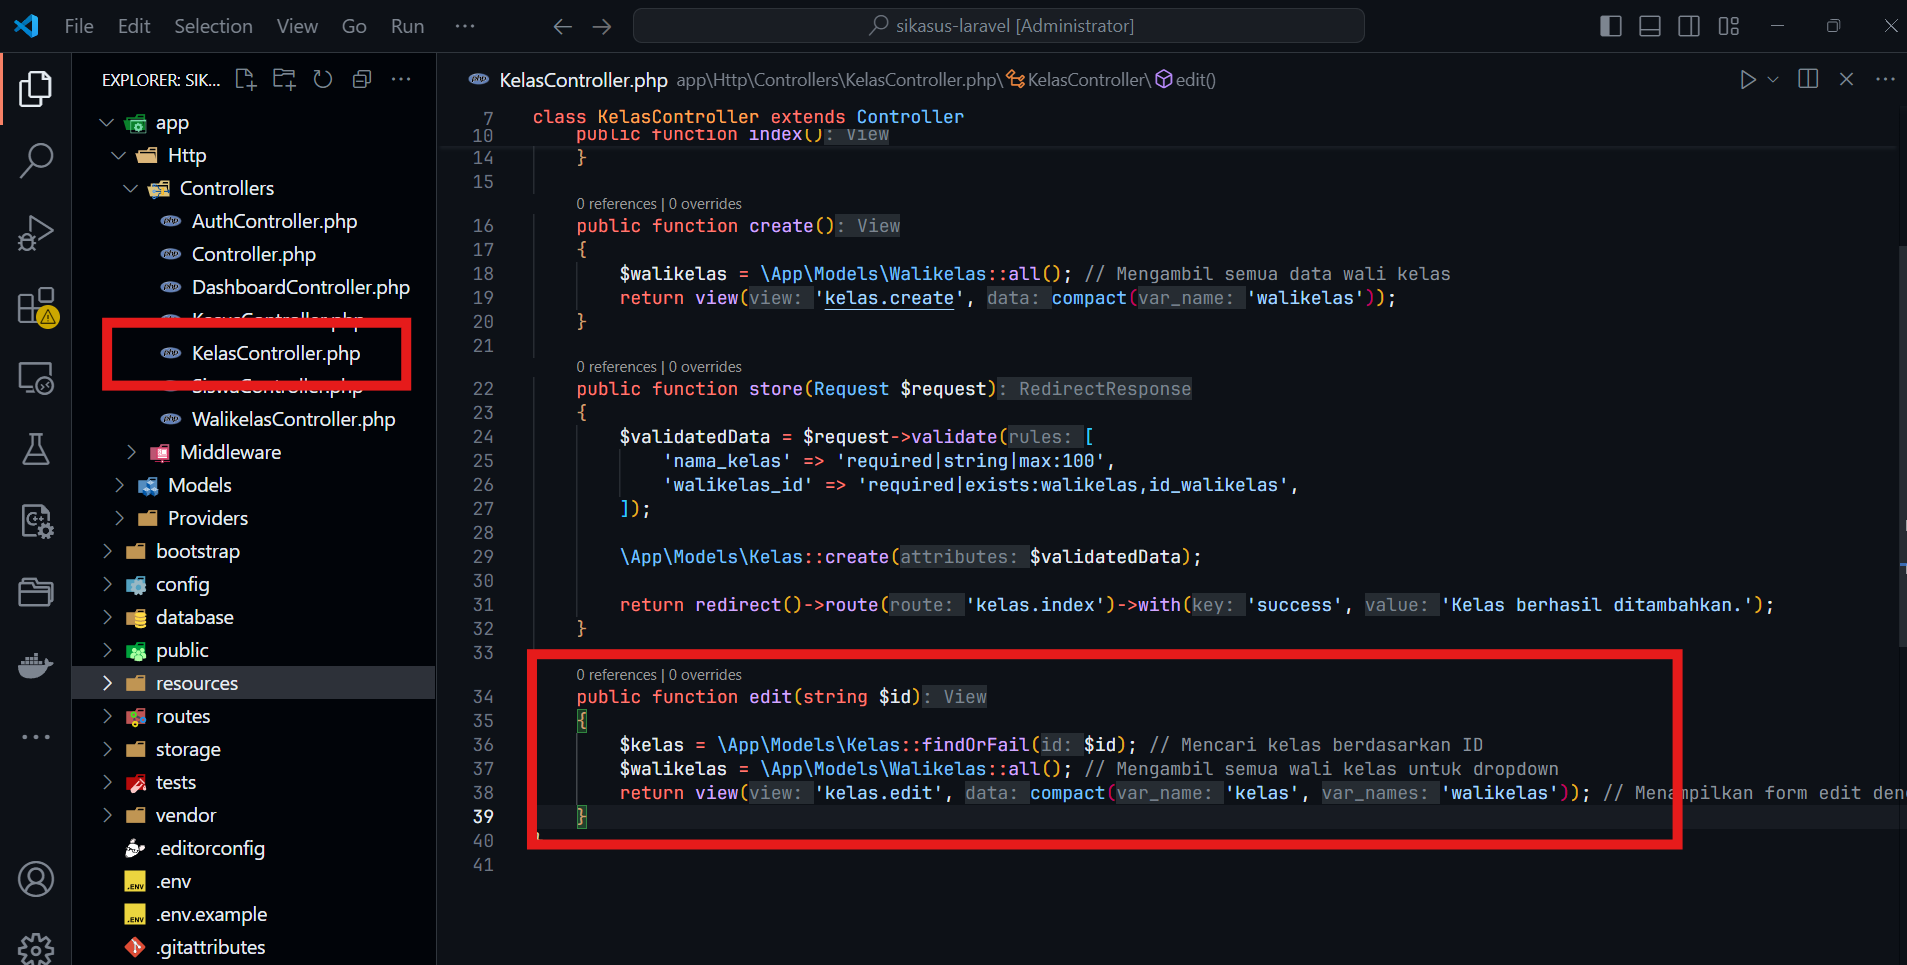 File Edit Selection View Go Run ··· sikasus-laravel [Administrator]
EXPLORER: SIK...
app
Http
Controllers
AuthController.php
Controller.php
DashboardController.php
KelasController.php
SiswaController.php
WalikelasController.php
Middleware
Models
Providers
bootstrap
config
database
public
resources
routes
storage
tests
vendor
.editorconfig
.env
.env.example
.gitattributes
KelasController.php app\Http\Controllers\KelasController.php\KelasController\edit()
7 class KelasController extends Controller
10 public function index(): View
14 }
15
0 references | 0 overrides
16 public function create(): View
17 {
18 $walikelas = \App\Models\Walikelas::all(); // Mengambil semua data wali kelas
19 return view(view: 'kelas.create', data: compact(var_name: 'walikelas'));
20 }
21
0 references | 0 overrides
22 public function store(Request $request): RedirectResponse
23 {
24 $validatedData = $request->validate(rules: [
25 'nama_kelas' => 'required|string|max:100',
26 'walikelas_id' => 'required|exists:walikelas,id_walikelas',
27 ]);
28
29 \App\Models\Kelas::create(attributes: $validatedData);
30
31 return redirect()->route(route: 'kelas.index')->with(key: 'success', value: 'Kelas berhasil ditambahkan.');
32 }
33
0 references | 0 overrides
34 public function edit(string $id): View
35 {
36 $kelas = \App\Models\Kelas::findOrFail(id: $id); // Mencari kelas berdasarkan ID
37 $walikelas = \App\Models\Walikelas::all(); // Mengambil semua wali kelas untuk dropdown
38 return view(view: 'kelas.edit', data: compact(var_name: 'kelas', var_names: 'walikelas')); // Menampilkan form edit den
39 }
40
41